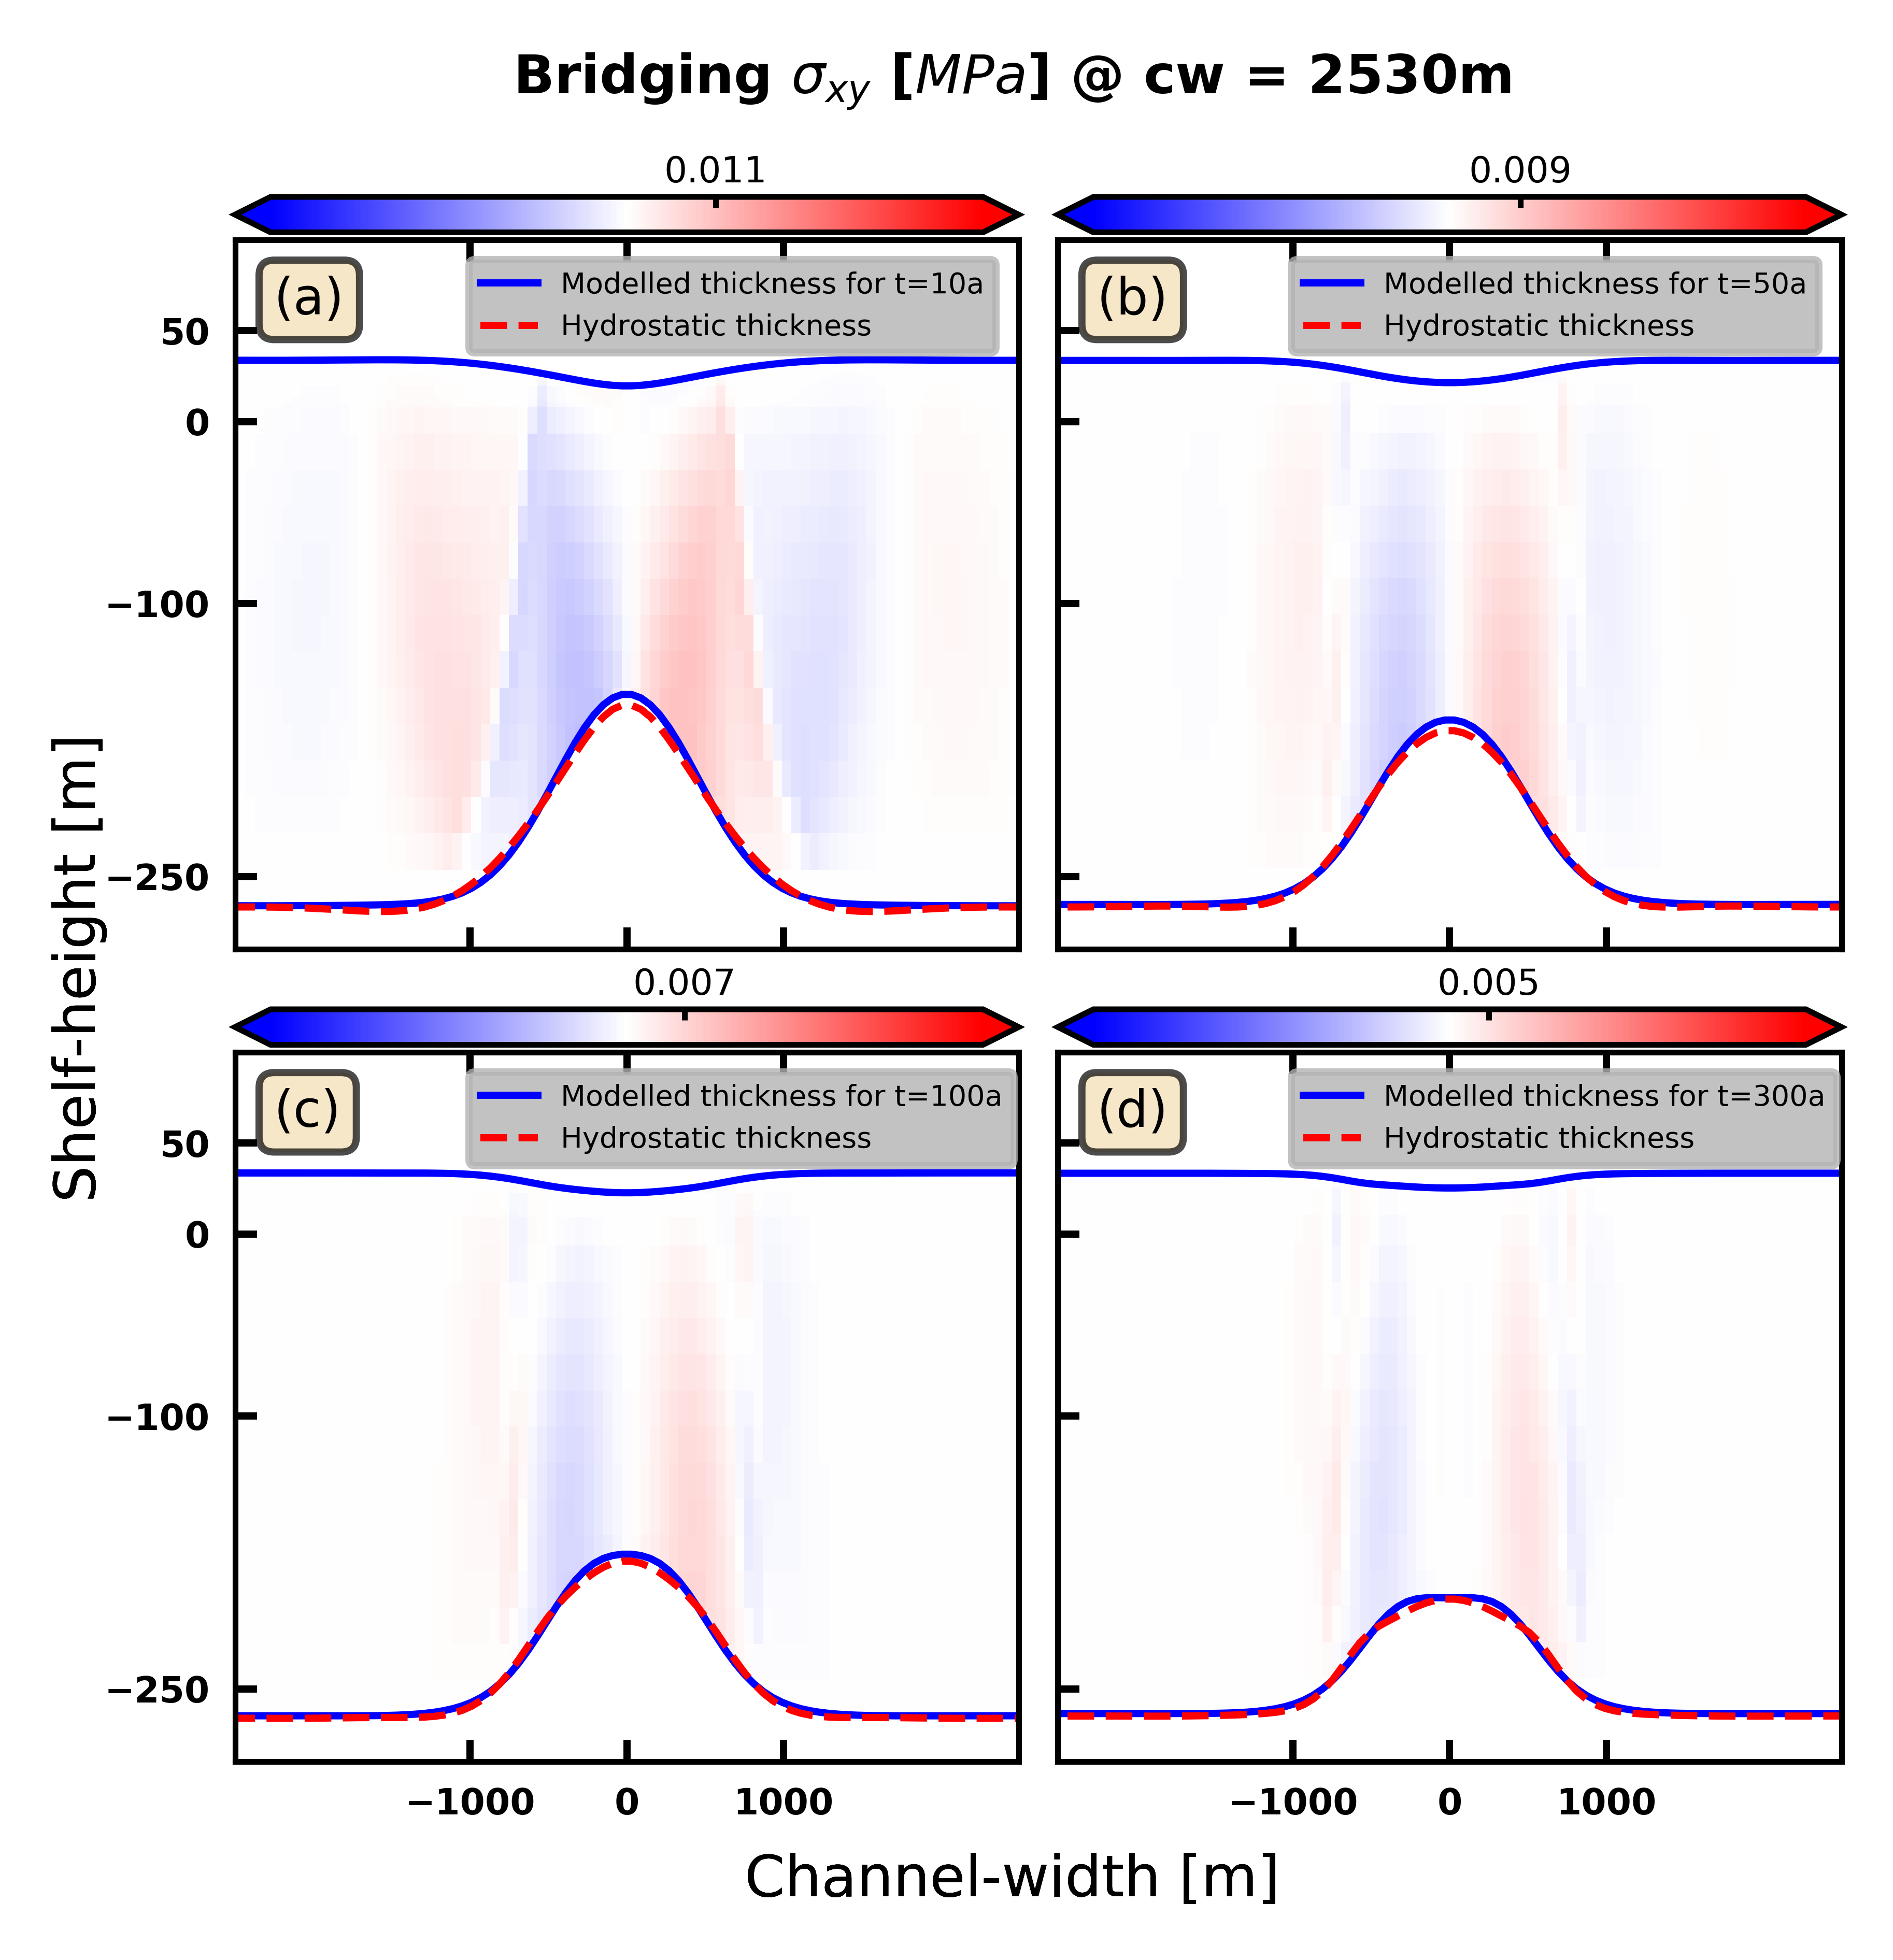 Bridging σxy [MPa] @ cw = 2530m
0.011
0.009
(a)
Modelled thickness for t=10a
Hydrostatic thickness
(b)
Modelled thickness for t=50a
Hydrostatic thickness
50
0
−100
−250
0.007
0.005
(c)
Modelled thickness for t=100a
Hydrostatic thickness
(d)
Modelled thickness for t=300a
Hydrostatic thickness
50
0
−100
−250
Shelf-height [m]
−1000 0 1000
−1000 0 1000
Channel-width [m]